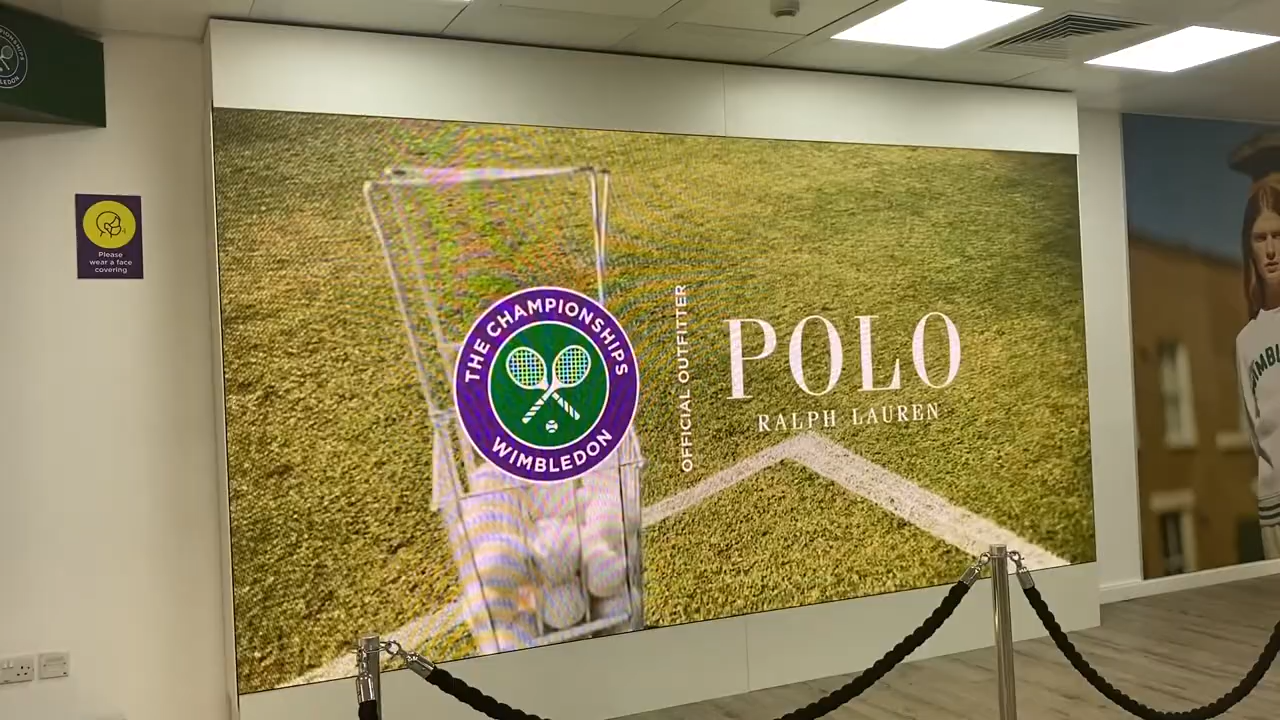 Please
wear a face
covering
THE CHAMPIONSHIPS
WIMBLEDON
OFFICIAL OUTFITTER
POLO
RALPH LAUREN